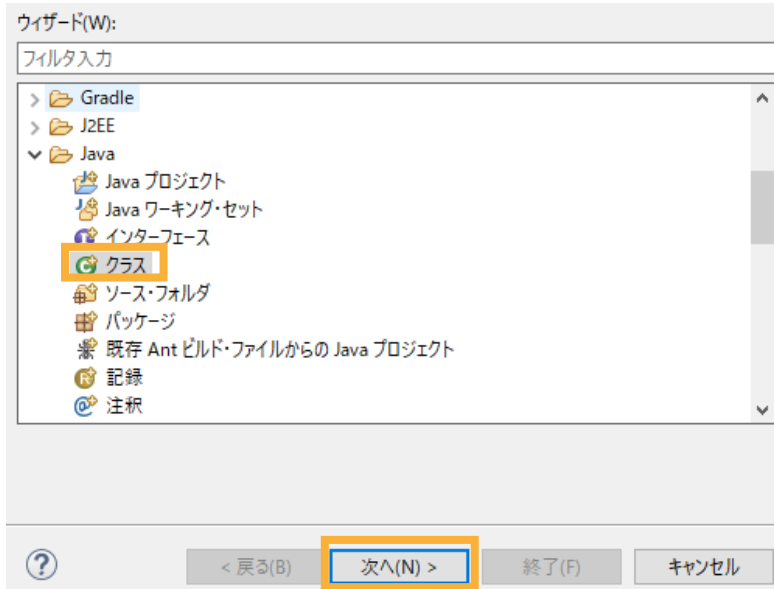 ウィザード(W):
フィルタ入力
Gradle
J2EE
Java
Java プロジェクト
Java ワーキング・セット
インターフェース
クラス
ソース・フォルダ
パッケージ
既存 Ant ビルド・ファイルからの Java プロジェクト
記録
注釈
< 戻る(B) 次へ(N) > 終了(F) キャンセル